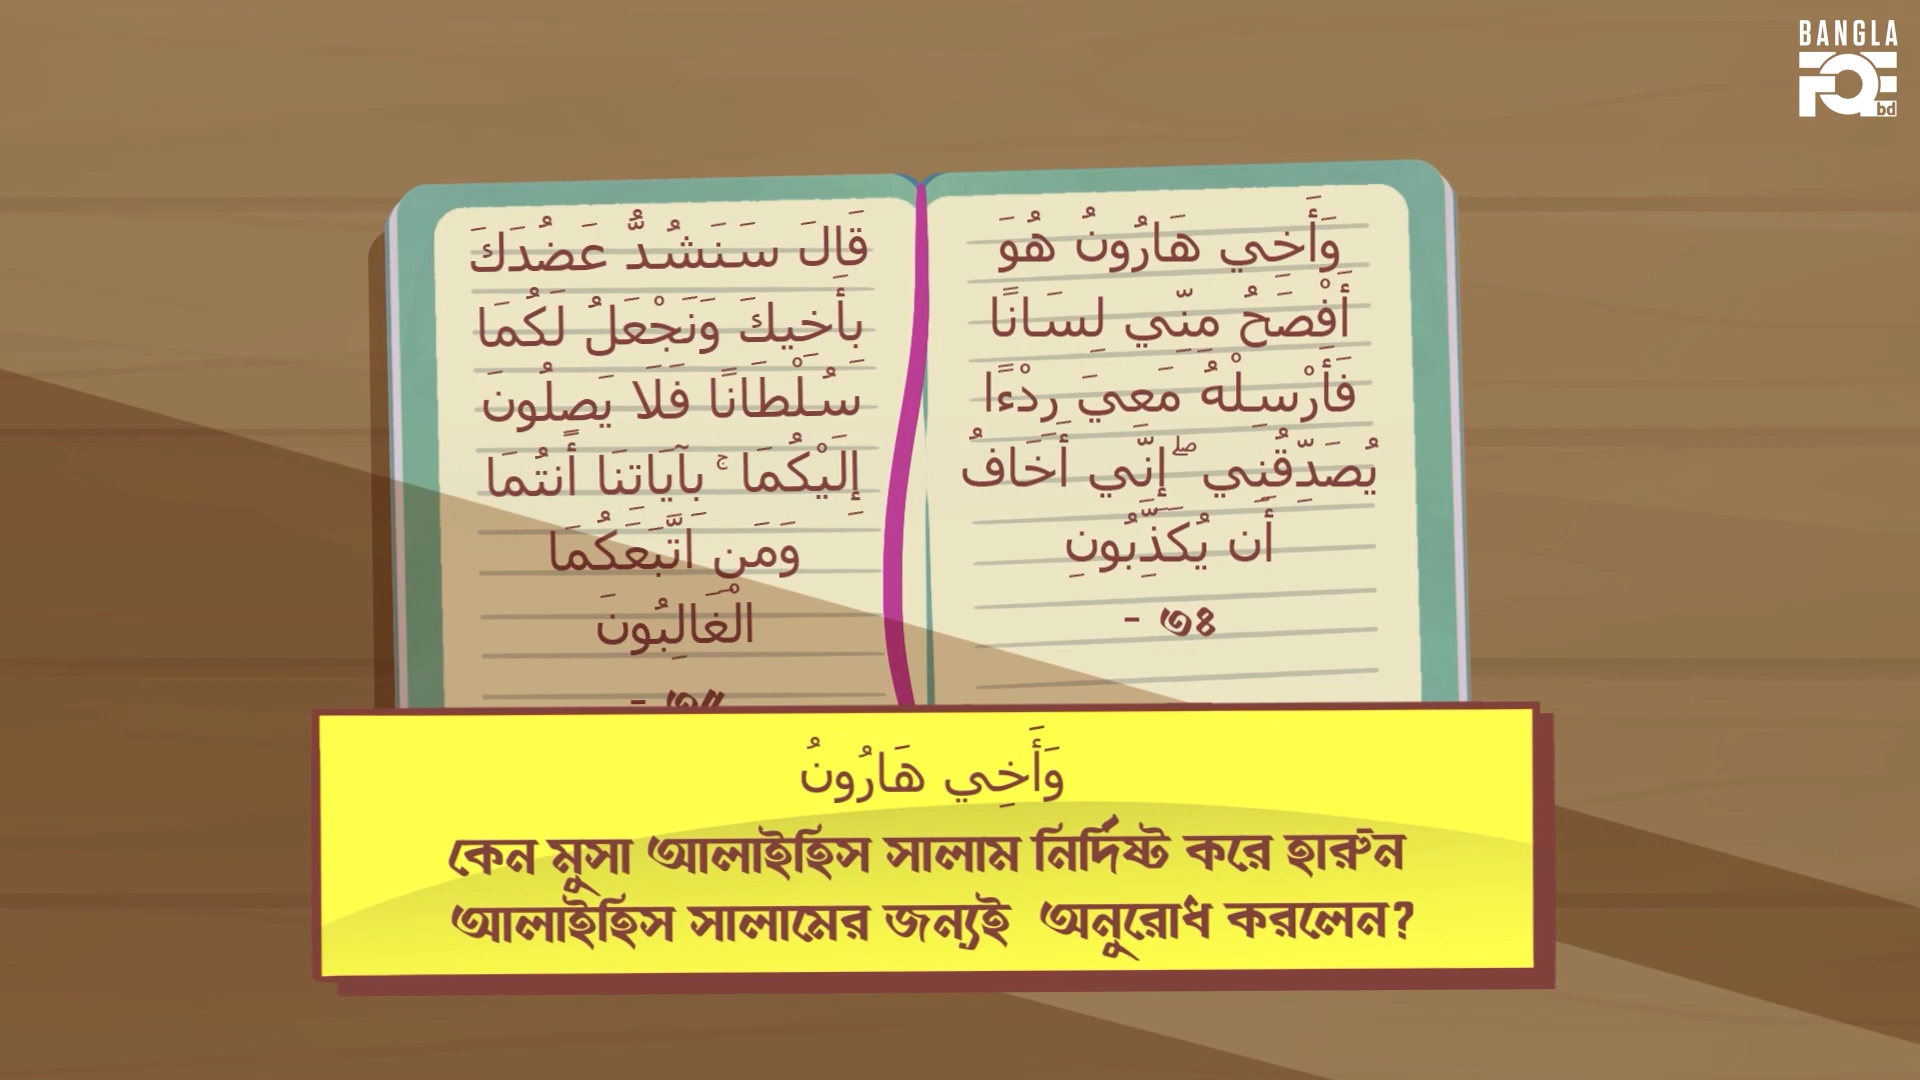 BANGLA
FQE
bd
وَأَخِي هَارُونُ هُوَ
أَفْصَحُ مِنِّي لِسَانًا
فَأَرْسِلْهُ مَعِيَ رِدْءًا
يُصَدِّقُنِي ۖ إِنِّي أَخَافُ
أَن يُكَذِّبُونِ
- ৩৪
قَالَ سَنَشُدُّ عَضُدَكَ
بِأَخِيكَ وَنَجْعَلُ لَكُمَا
سُلْطَانًا فَلَا يَصِلُونَ
إِلَيْكُمَا ۚ بِآيَاتِنَا أَنتُمَا
وَمَنِ اتَّبَعَكُمَا
الْغَالِبُونَ
وَأَخِي هَارُونُ
কেন মুসা আলাইহিস সালাম নির্দিষ্ট করে হারুন
আলাইহিস সালামের জন্যই অনুরোধ করলেন?